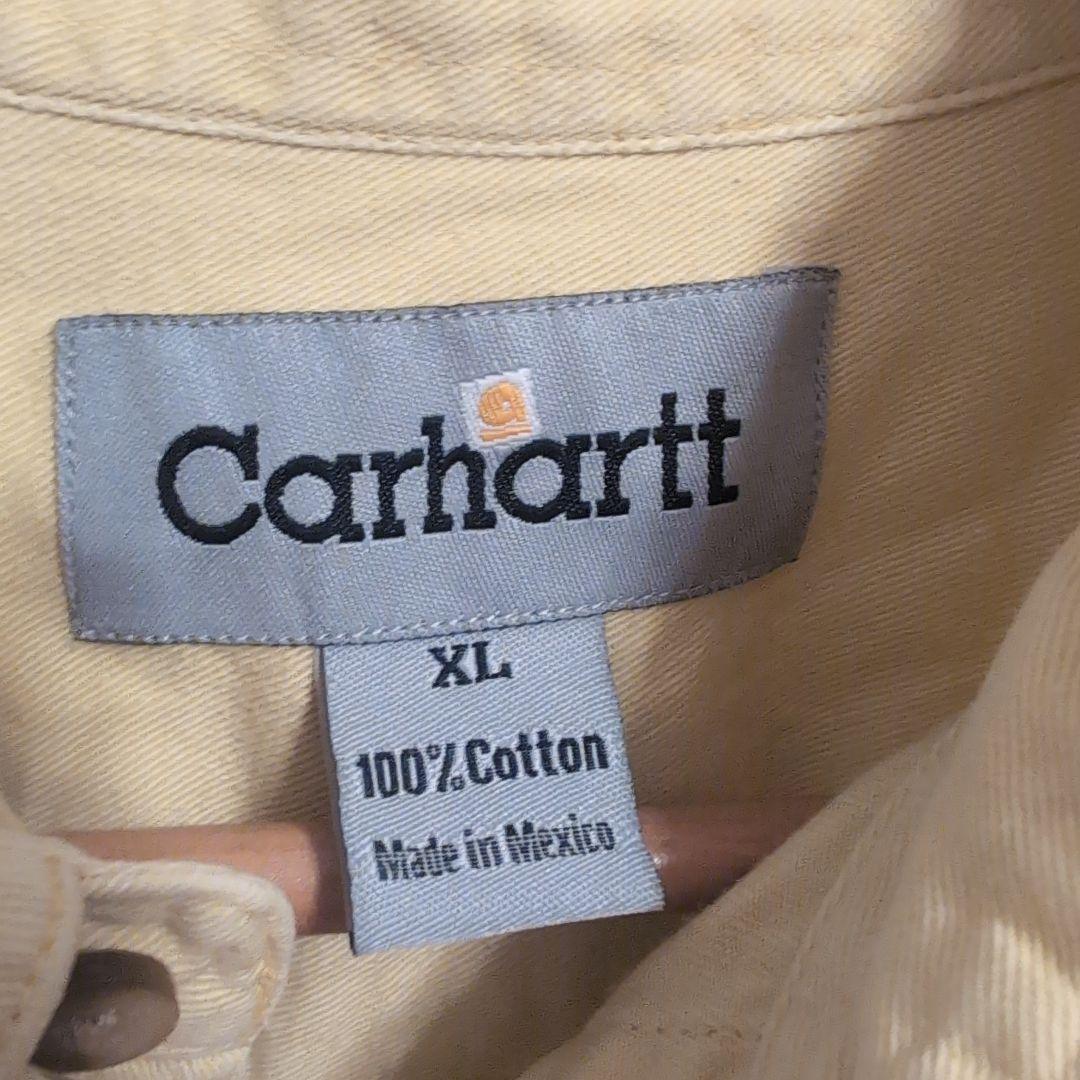 Carhartt
XL
100% Cotton
Made in Mexico